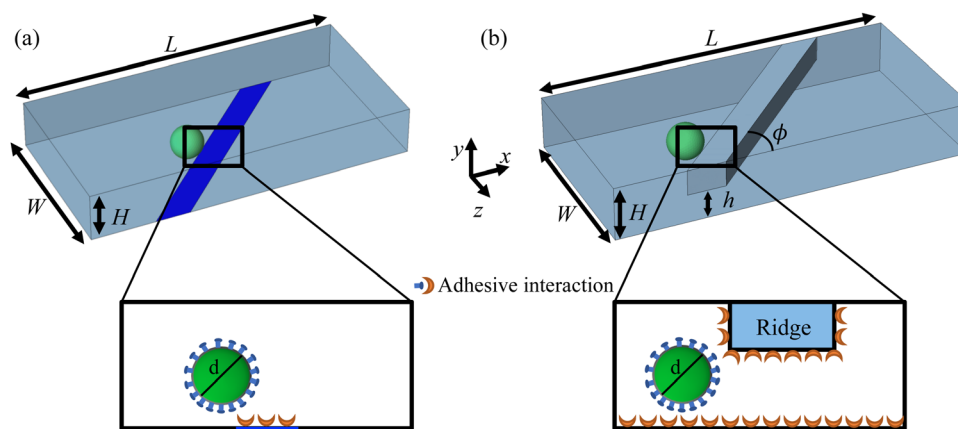 (a)
L
W
H
y
x
z
(b)
L
ϕ
W
H
h
Adhesive interaction
d
Ridge
d